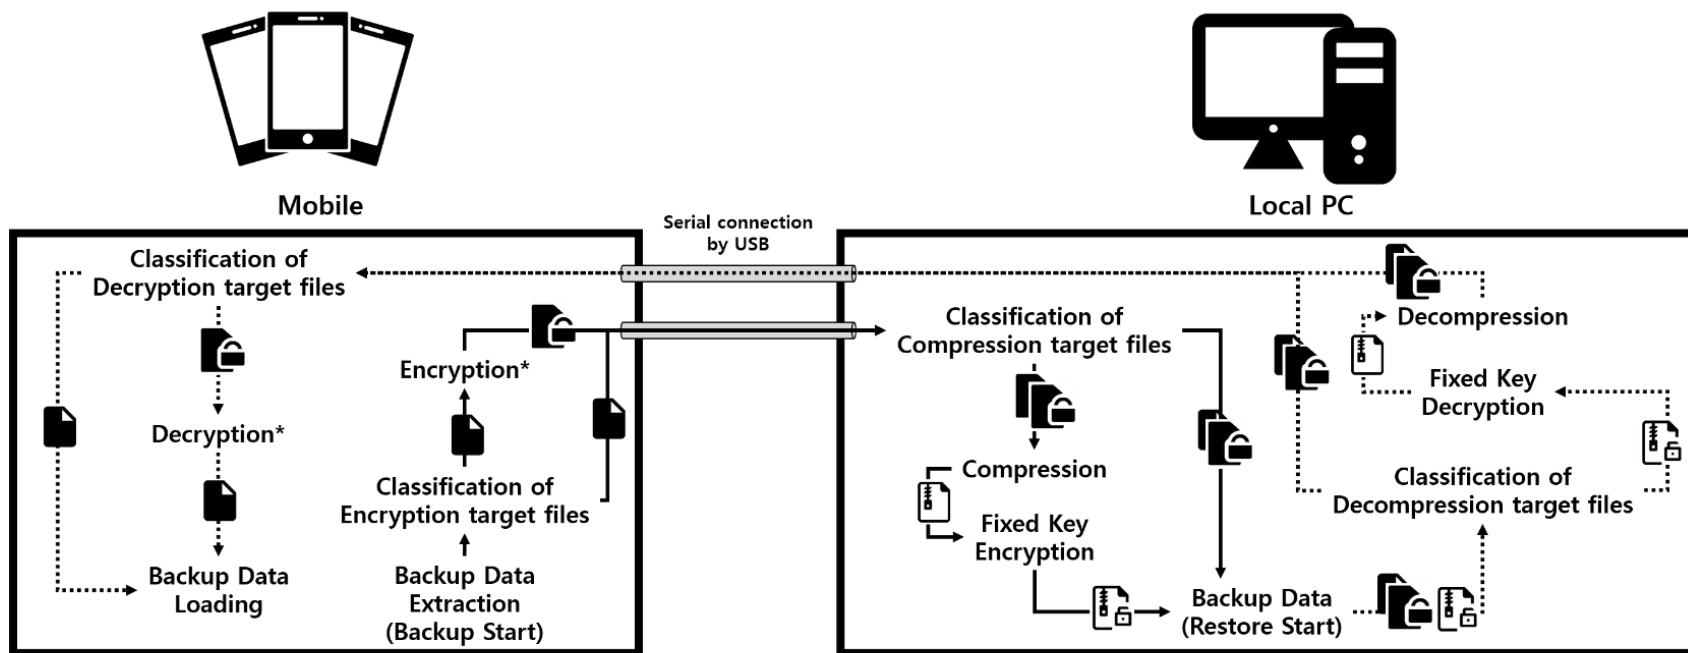 Mobile
Local PC
Serial connection
by USB
Classification of
Decryption target files
Decryption*
Backup Data
Loading
Encryption*
Classification of
Encryption target files
Backup Data
Extraction
(Backup Start)
Classification of
Compression target files
Compression
Fixed Key
Encryption
Backup Data
(Restore Start)
Decompression
Fixed Key
Decryption
Classification of
Decompression target files